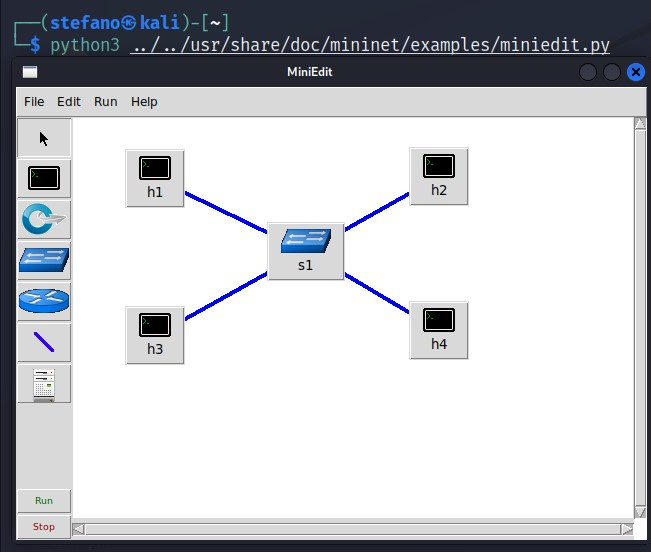 ┌──(stefano㉿kali)-[~]
└─$ python3 ../../usr/share/doc/mininet/examples/miniedit.py
MiniEdit
File Edit Run Help
h1
h2
s1
h3
h4
Run
Stop